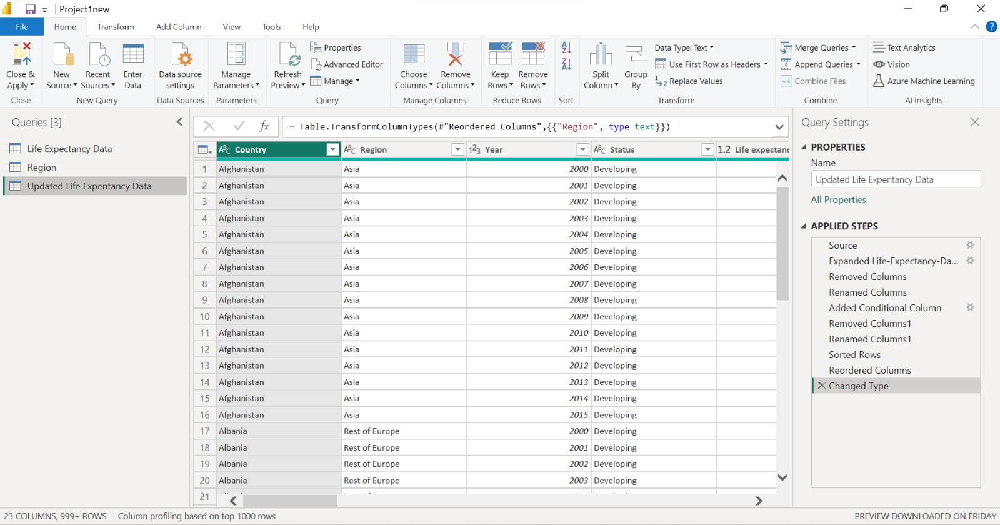 Project1new
File Home Transform Add Column View Tools Help
Close & Apply
New Source
Recent Sources
Enter Data
Data source settings
Manage Parameters
Refresh Preview
Properties
Advanced Editor
Manage
Choose Columns
Remove Columns
Keep Rows
Remove Rows
Split Column
Group By
Data Type: Text
Use First Row as Headers
Replace Values
Merge Queries
Append Queries
Combine Files
Text Analytics
Vision
Azure Machine Learning
Close New Query Data Sources Parameters Query Manage Columns Reduce Rows Sort Transform Combine AI Insights
Queries [3]
Life Expectancy Data
Region
Updated Life Expentancy Data
fx = Table.TransformColumnTypes(#"Reordered Columns",{{"Region", type text}})
ABC Country ABC Region 123 Year ABC Status 1.2 Life expectanc
1 Afghanistan Asia 2000 Developing
2 Afghanistan Asia 2001 Developing
3 Afghanistan Asia 2002 Developing
4 Afghanistan Asia 2003 Developing
5 Afghanistan Asia 2004 Developing
6 Afghanistan Asia 2005 Developing
7 Afghanistan Asia 2006 Developing
8 Afghanistan Asia 2007 Developing
9 Afghanistan Asia 2008 Developing
10 Afghanistan Asia 2009 Developing
11 Afghanistan Asia 2010 Developing
12 Afghanistan Asia 2011 Developing
13 Afghanistan Asia 2012 Developing
14 Afghanistan Asia 2013 Developing
15 Afghanistan Asia 2014 Developing
16 Afghanistan Asia 2015 Developing
17 Albania Rest of Europe 2000 Developing
18 Albania Rest of Europe 2001 Developing
19 Albania Rest of Europe 2002 Developing
20 Albania Rest of Europe 2003 Developing
21
Query Settings
PROPERTIES
Name
Updated Life Expentancy Data
All Properties
APPLIED STEPS
Source
Expanded Life-Expectancy-Da...
Removed Columns
Renamed Columns
Added Conditional Column
Removed Columns1
Renamed Columns1
Sorted Rows
Reordered Columns
Changed Type
23 COLUMNS, 999+ ROWS Column profiling based on top 1000 rows
PREVIEW DOWNLOADED ON FRIDAY